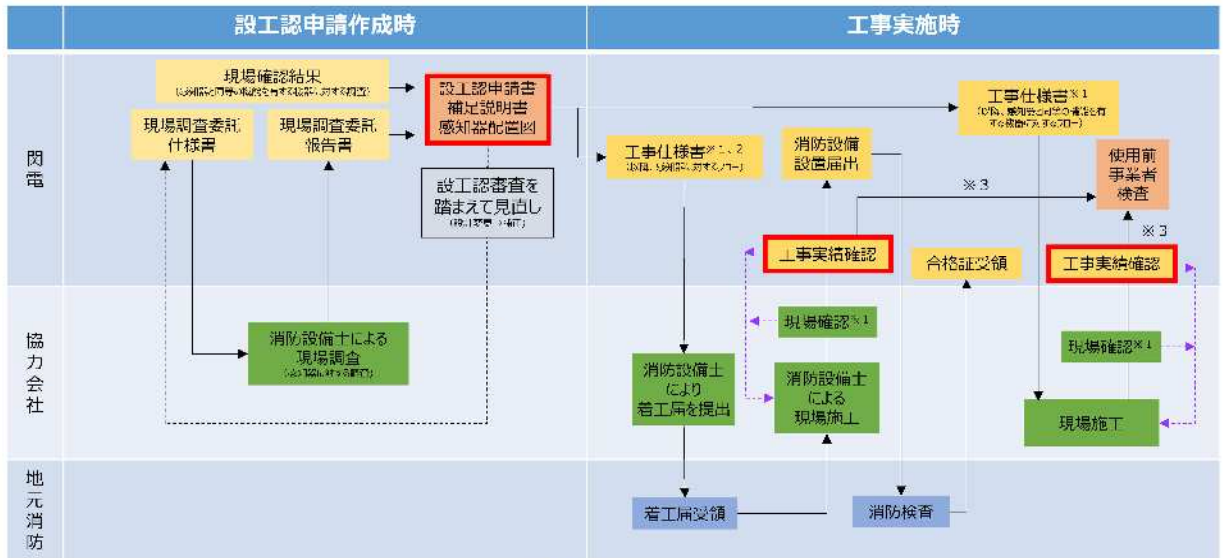 設工認申請作成時
工事実施時
関電
現場確認結果
現場調査委託
仕様書
現場調査委託
報告書
設工認申請書
補足説明書
感知器配置図
設工認審査を
踏まえて見直し
工事仕様書※1、2
消防設備
設置届出
工事仕様書※1
使用前
事業者
検査
※3
※3
工事実績確認
合格証受領
工事実績確認
協力会社
消防設備士による
現場調査
現場確認※1
現場確認※1
消防設備士
により
着工届を提出
消防設備士
による
現場施工
現場施工
地元消防
着工届受領
消防検査